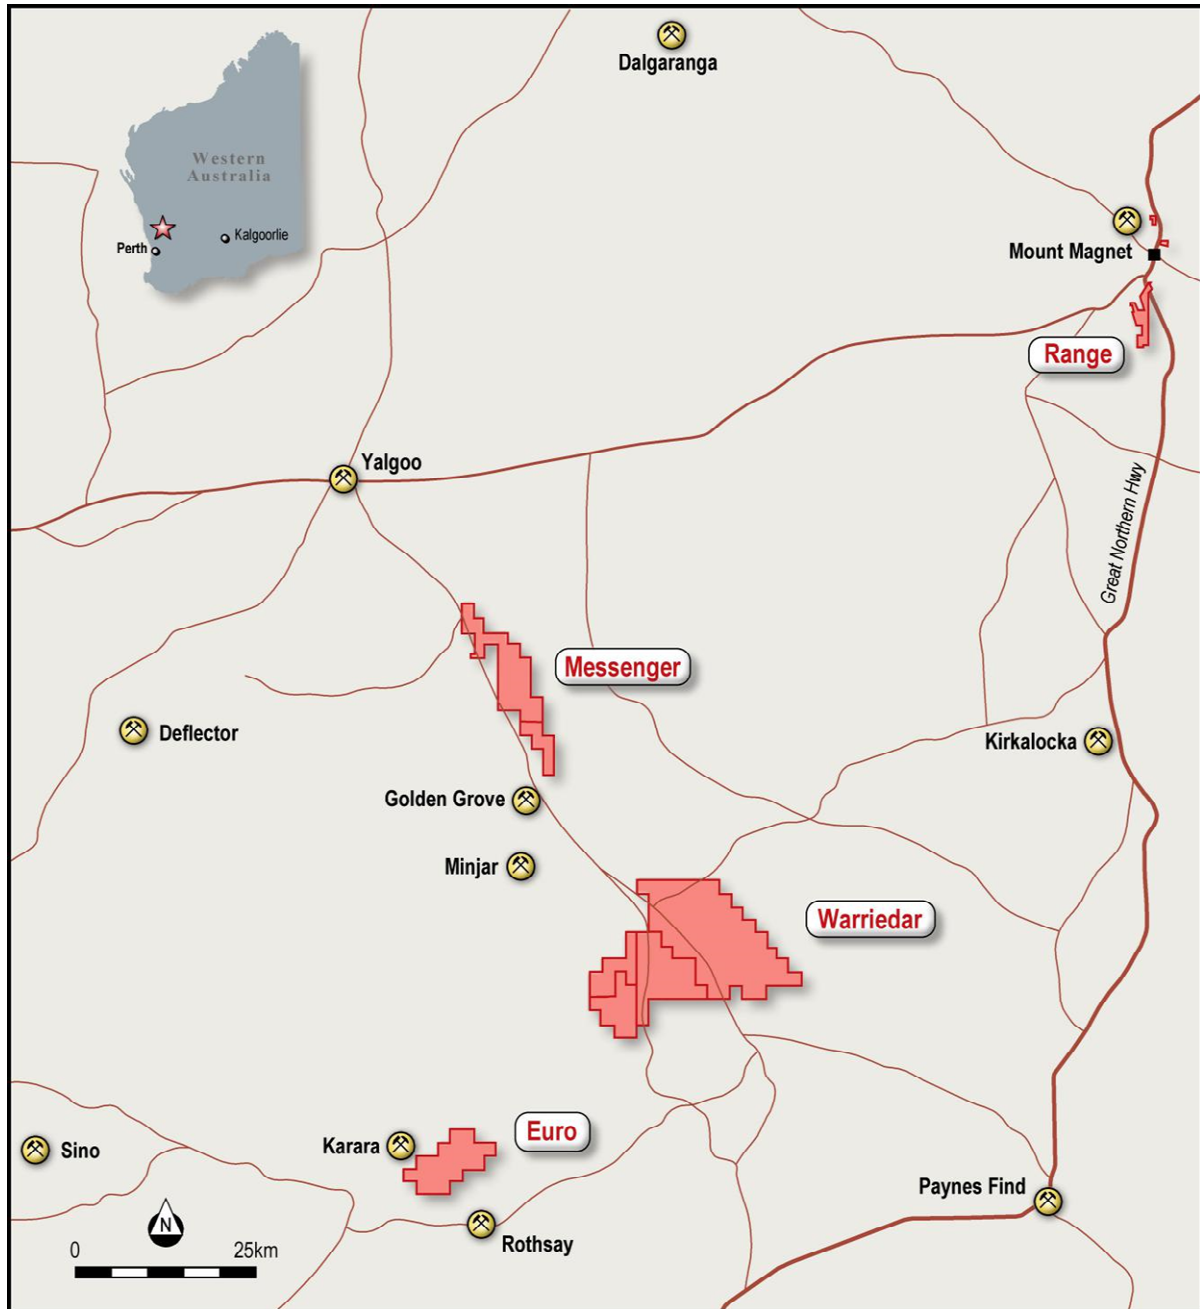 Dalgaranga
Western
Australia
Perth
Kalgoorlie
Mount Magnet
Range
Yalgoo
Great Northern Hwy
Messenger
Deflector
Kirkalocka
Golden Grove
Minjar
Warriedar
Euro
Karara
Sino
Paynes Find
Rothsay
N
0 25km